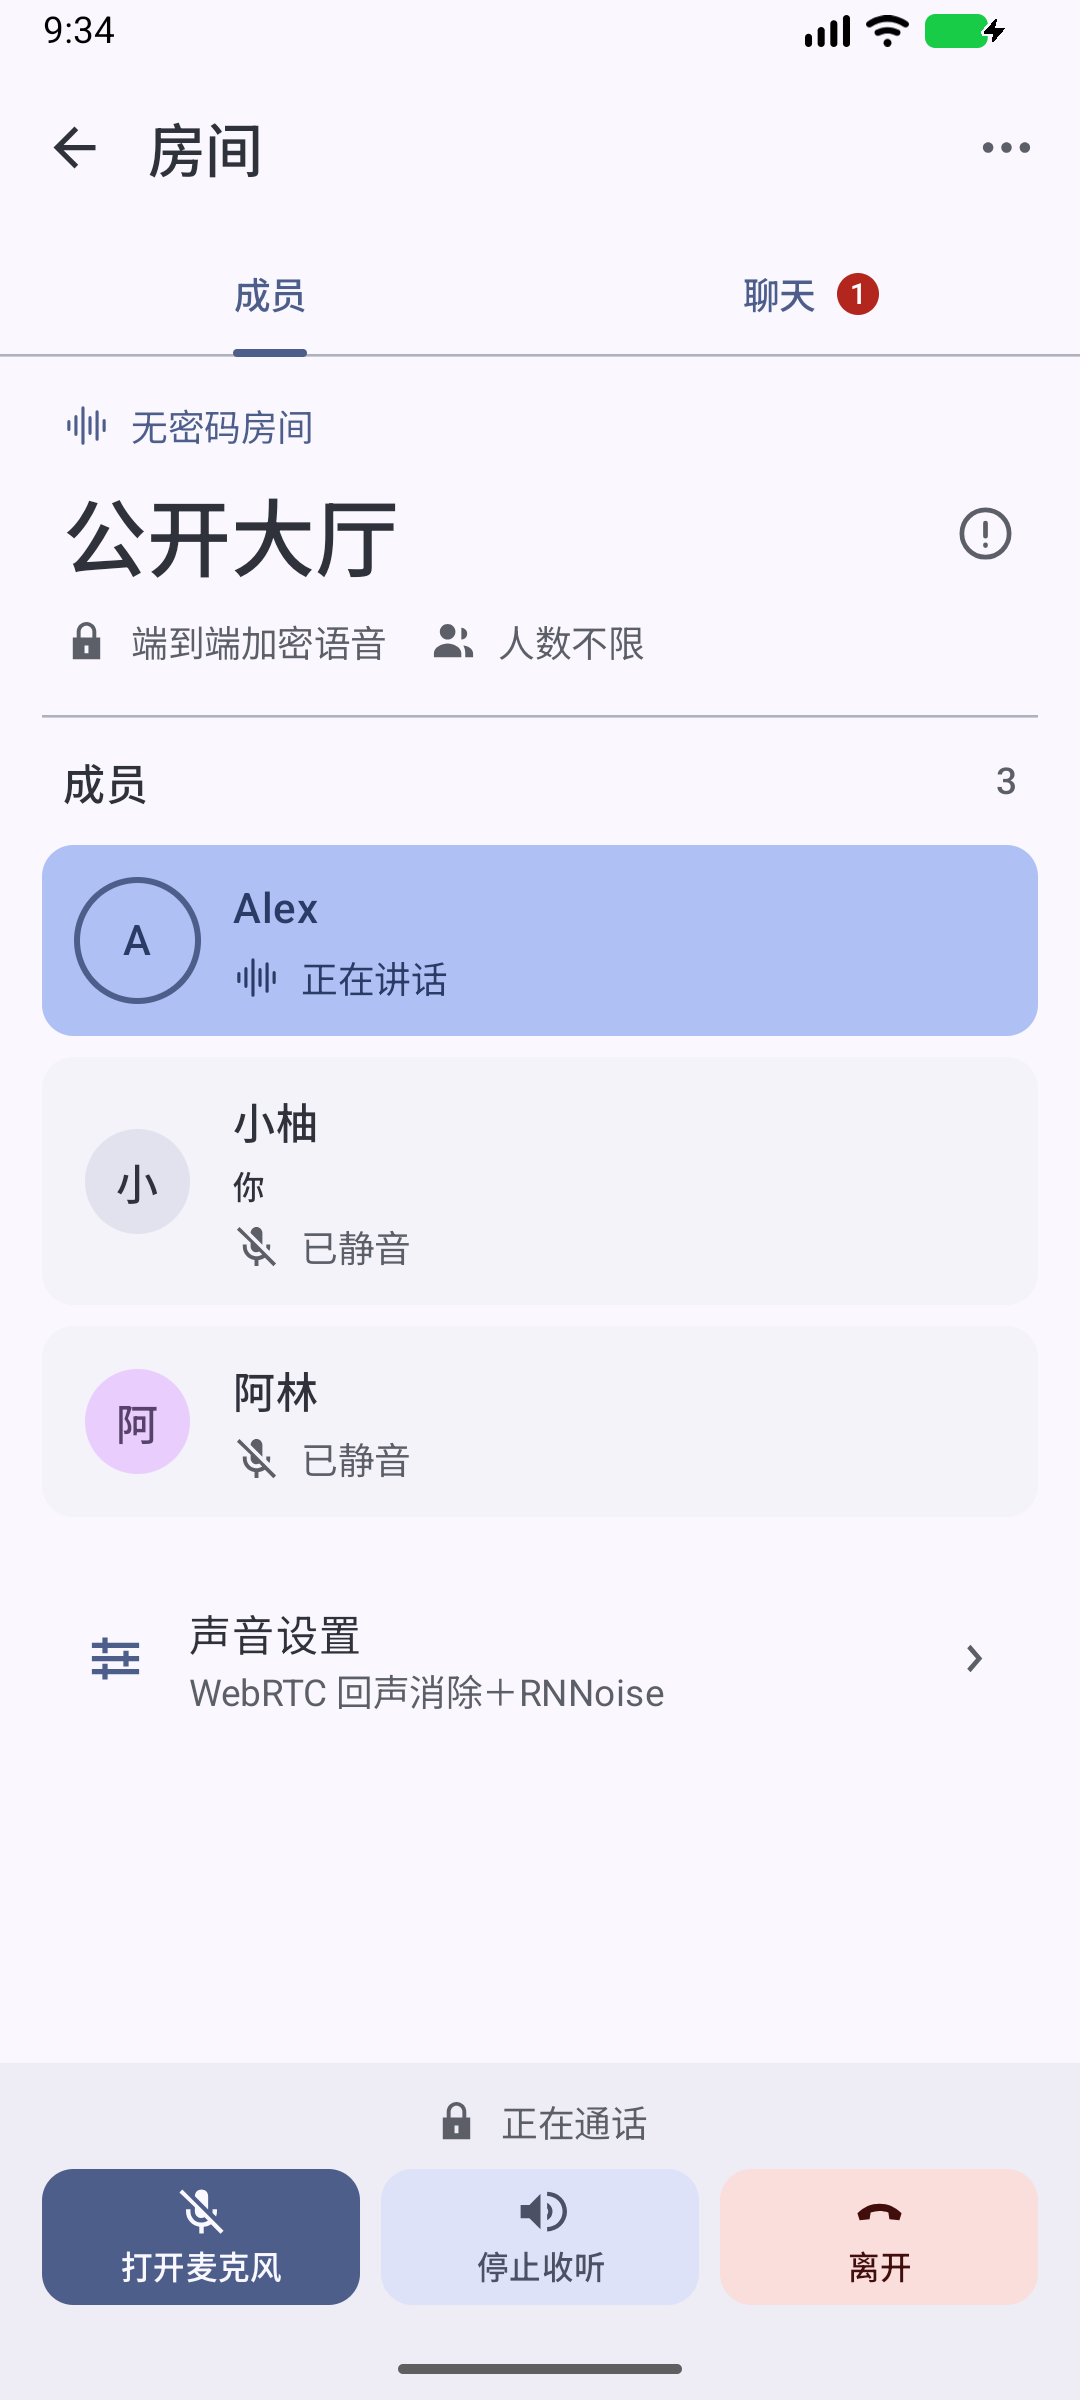 9:34
房间
成员
聊天 1
无密码房间
公开大厅
端到端加密语音 人数不限
成员 3
A
Alex
正在讲话
小
小柚
你
已静音
阿
阿林
已静音
声音设置
WebRTC 回声消除＋RNNoise
正在通话
打开麦克风 停止收听 离开